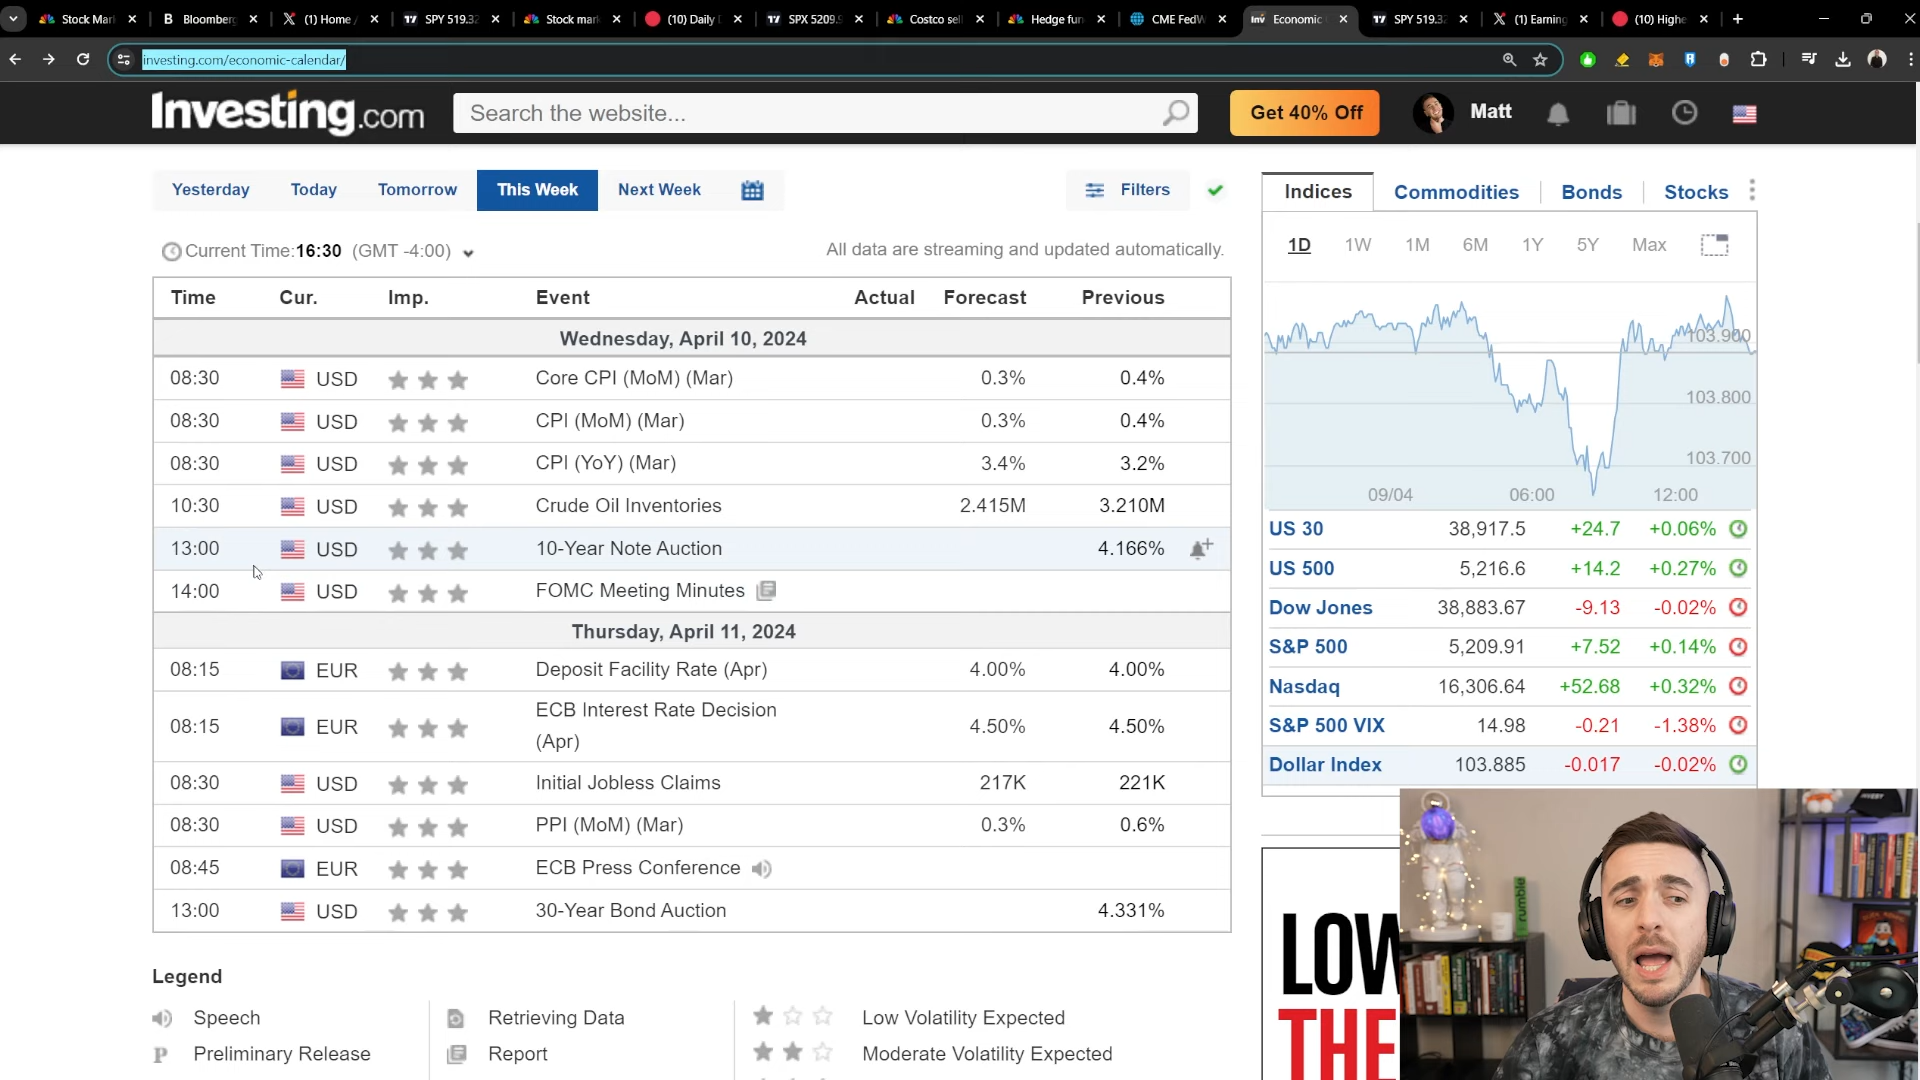 Stock Mar
Bloomberg
(1) Home /
SPY 519.32
Stock mark
(10) Daily D
SPX 5209.9
Costco sell
Hedge fun
CME FedW
Economic
SPY 519.32
(1) Earning
(10) Highe
investing.com/economic-calendar/
Investing.com
Search the website...
Get 40% Off
Matt
Yesterday Today Tomorrow This Week Next Week
Filters
Current Time:16:30 (GMT -4:00)
All data are streaming and updated automatically.
Time Cur. Imp. Event Actual Forecast Previous
Wednesday, April 10, 2024
08:30 USD Core CPI (MoM) (Mar) 0.3% 0.4%
08:30 USD CPI (MoM) (Mar) 0.3% 0.4%
08:30 USD CPI (YoY) (Mar) 3.4% 3.2%
10:30 USD Crude Oil Inventories 2.415M 3.210M
13:00 USD 10-Year Note Auction 4.166%
14:00 USD FOMC Meeting Minutes
Thursday, April 11, 2024
08:15 EUR Deposit Facility Rate (Apr) 4.00% 4.00%
08:15 EUR ECB Interest Rate Decision (Apr) 4.50% 4.50%
08:30 USD Initial Jobless Claims 217K 221K
08:30 USD PPI (MoM) (Mar) 0.3% 0.6%
08:45 EUR ECB Press Conference
13:00 USD 30-Year Bond Auction 4.331%
Legend
Speech
Retrieving Data
Low Volatility Expected
P Preliminary Release
Report
Moderate Volatility Expected
Indices Commodities Bonds Stocks
1D 1W 1M 6M 1Y 5Y Max
103.900
103.800
103.700
09/04 06:00 12:00
US 30 38,917.5 +24.7 +0.06%
US 500 5,216.6 +14.2 +0.27%
Dow Jones 38,883.67 -9.13 -0.02%
S&P 500 5,209.91 +7.52 +0.14%
Nasdaq 16,306.64 +52.68 +0.32%
S&P 500 VIX 14.98 -0.21 -1.38%
Dollar Index 103.885 -0.017 -0.02%
LOW
THE
rumble